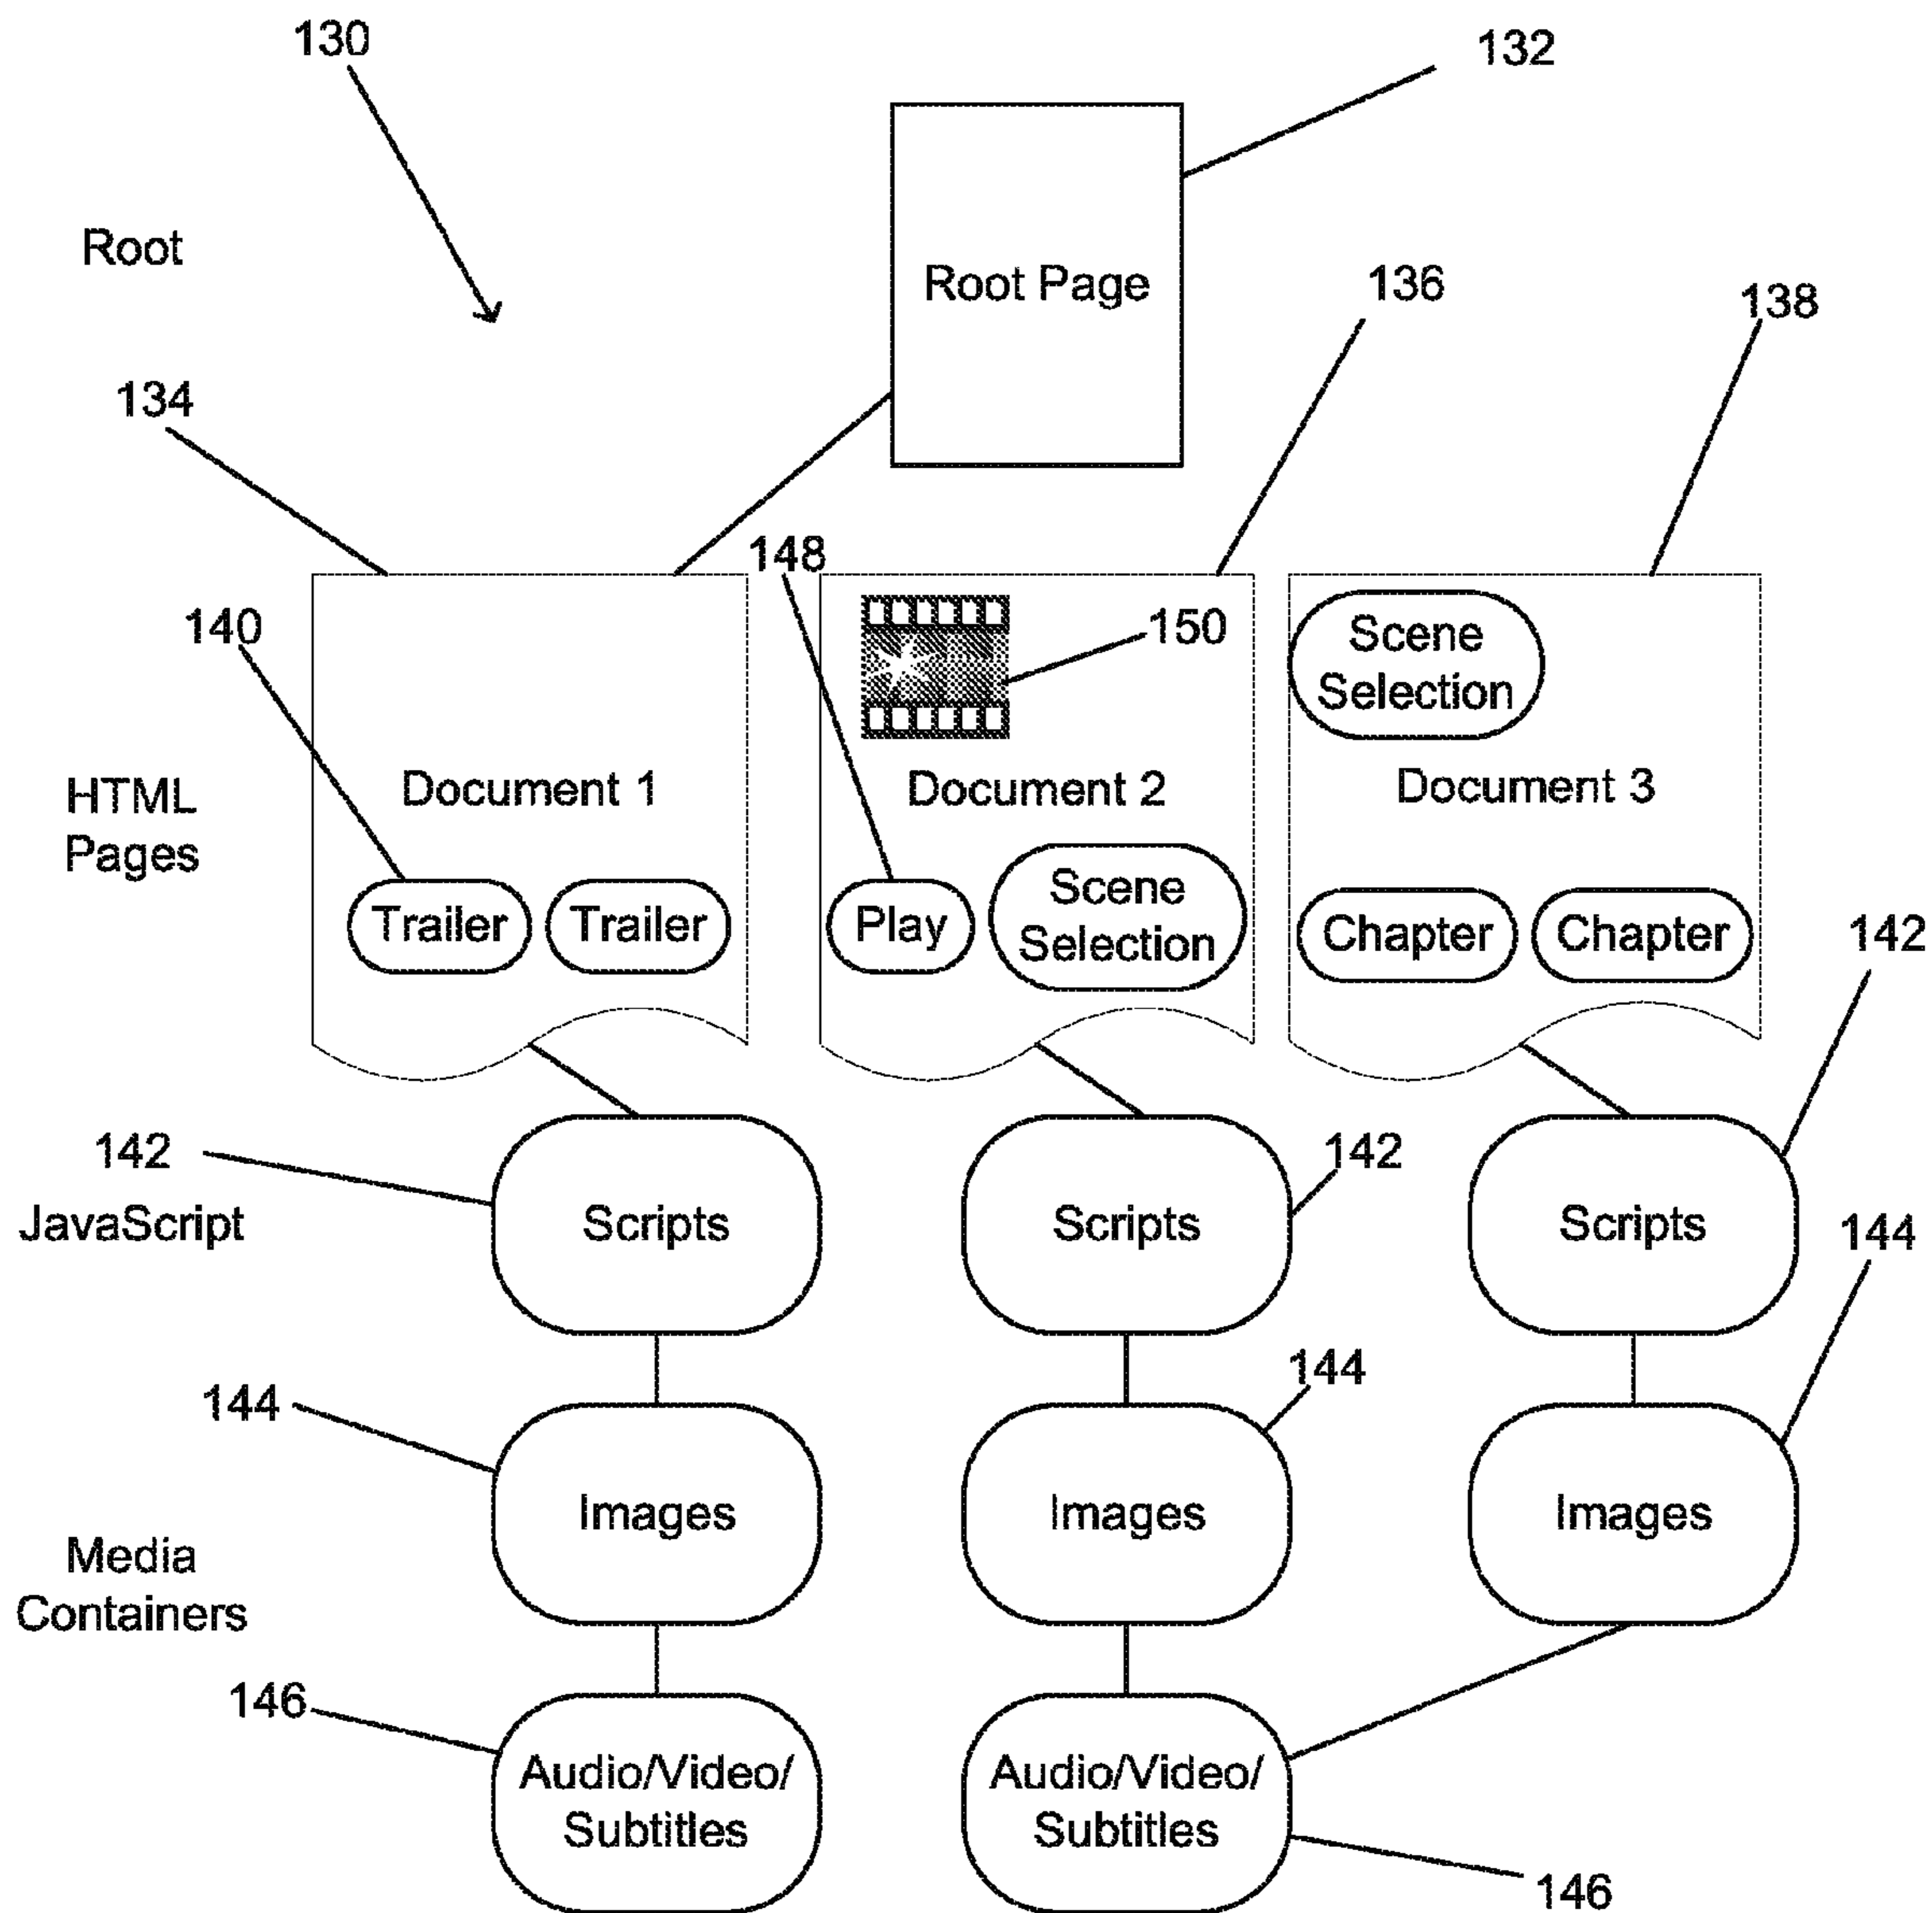 130
132
Root
Root Page
136
138
134
148
140
150
Scene
Selection
HTML
Pages
Document 1
Document 2
Document 3
Trailer
Trailer
Play
Scene
Selection
Chapter
Chapter
142
142
JavaScript
Scripts
142
Scripts
Scripts
144
144
Images
144
Images
Images
Media
Containers
146
Audio/Video/
Subtitles
Audio/Video/
Subtitles
146